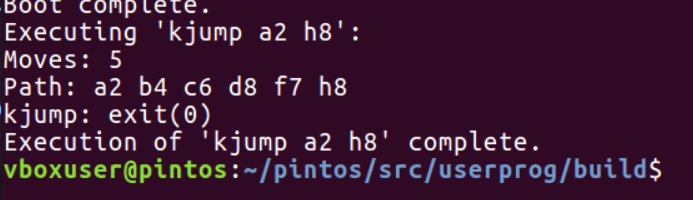 Boot complete.
Executing 'kjump a2 h8':
Moves: 5
Path: a2 b4 c6 d8 f7 h8
kjump: exit(0)
Execution of 'kjump a2 h8' complete.
vboxuser@pintos:~/pintos/src/userprog/build$